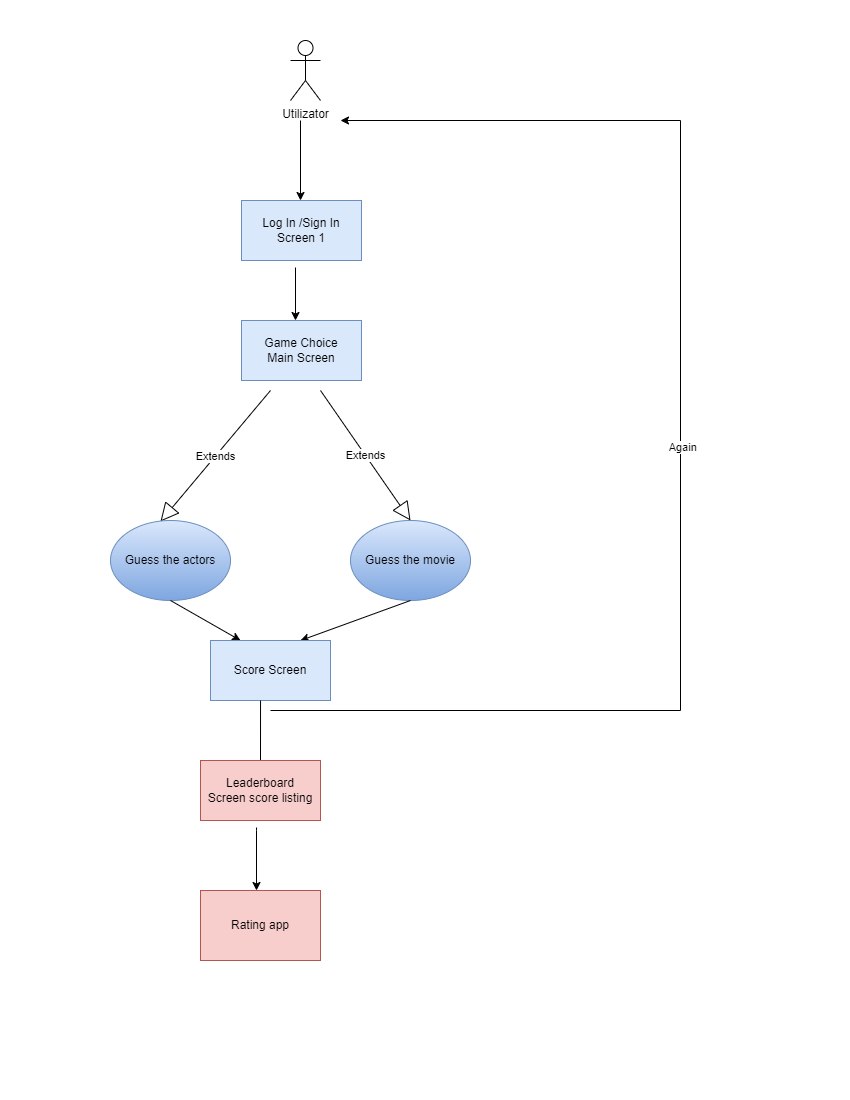 Utilizator
Log In /Sign In
Screen 1
Game Choice
Main Screen
Again
Extends
Extends
Guess the actors
Guess the movie
Score Screen
Leaderboard
Screen score listing
Rating app